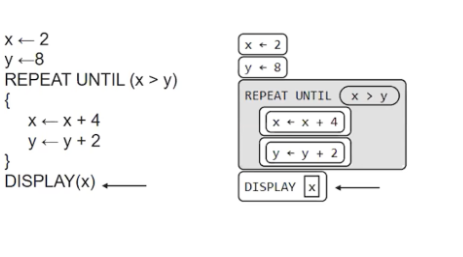 x ← 2
y ←8
REPEAT UNTIL (x > y)
{
x ← x + 4
y ← y + 2
}
DISPLAY(x)
x ← 2
y ← 8
REPEAT UNTIL x > y
x ← x + 4
y ← y + 2
DISPLAY x